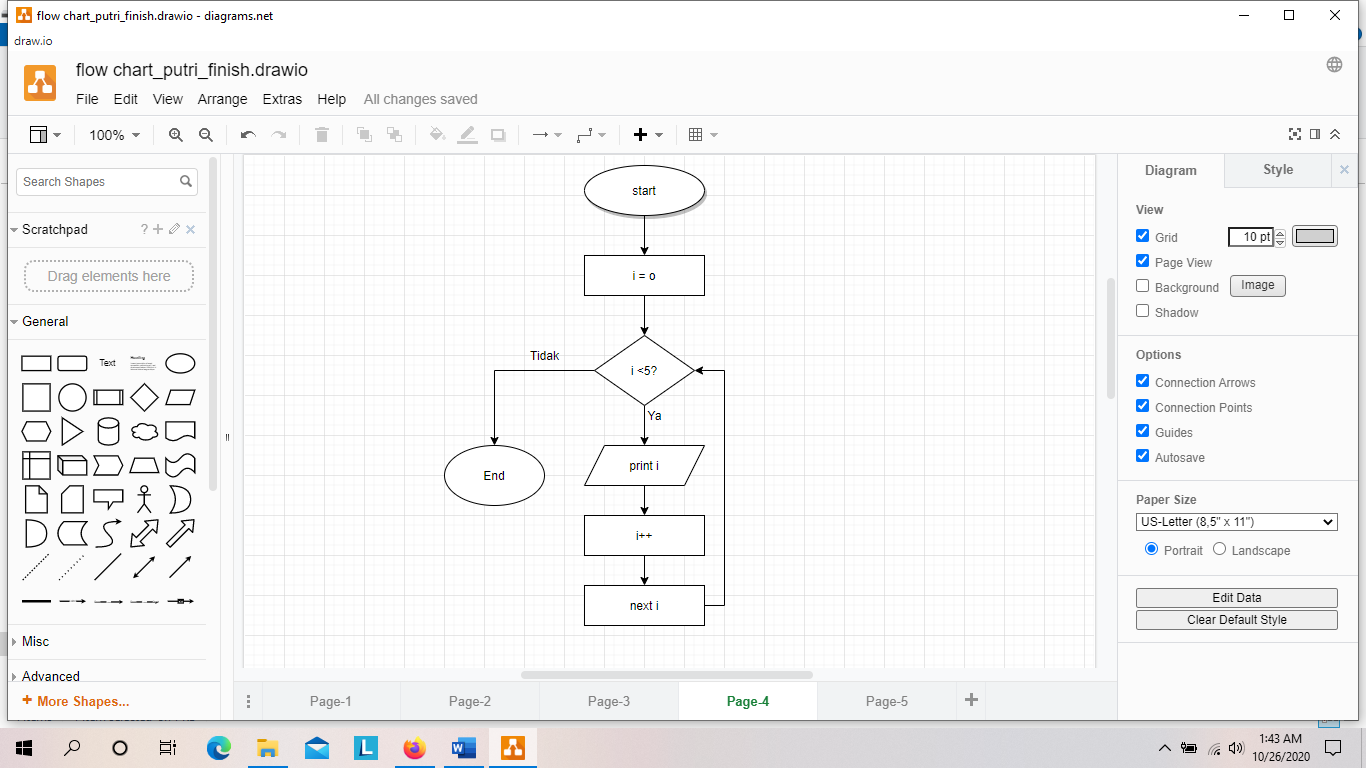 flow chart_putri_finish.drawio - diagrams.net
draw.io
flow chart_putri_finish.drawio
File Edit View Arrange Extras Help All changes saved
100%
Search Shapes
Scratchpad
Drag elements here
General
Text
Heading
Misc
Advanced
+ More Shapes...
start
i = o
i <5?
Tidak
Ya
End
print i
i++
next i
Page-1 Page-2 Page-3 Page-4 Page-5
Diagram Style
View
Grid 10 pt
Page View
Background Image
Shadow
Options
Connection Arrows
Connection Points
Guides
Autosave
Paper Size
US-Letter (8,5" x 11")
Portrait Landscape
Edit Data
Clear Default Style
1:43 AM
10/26/2020